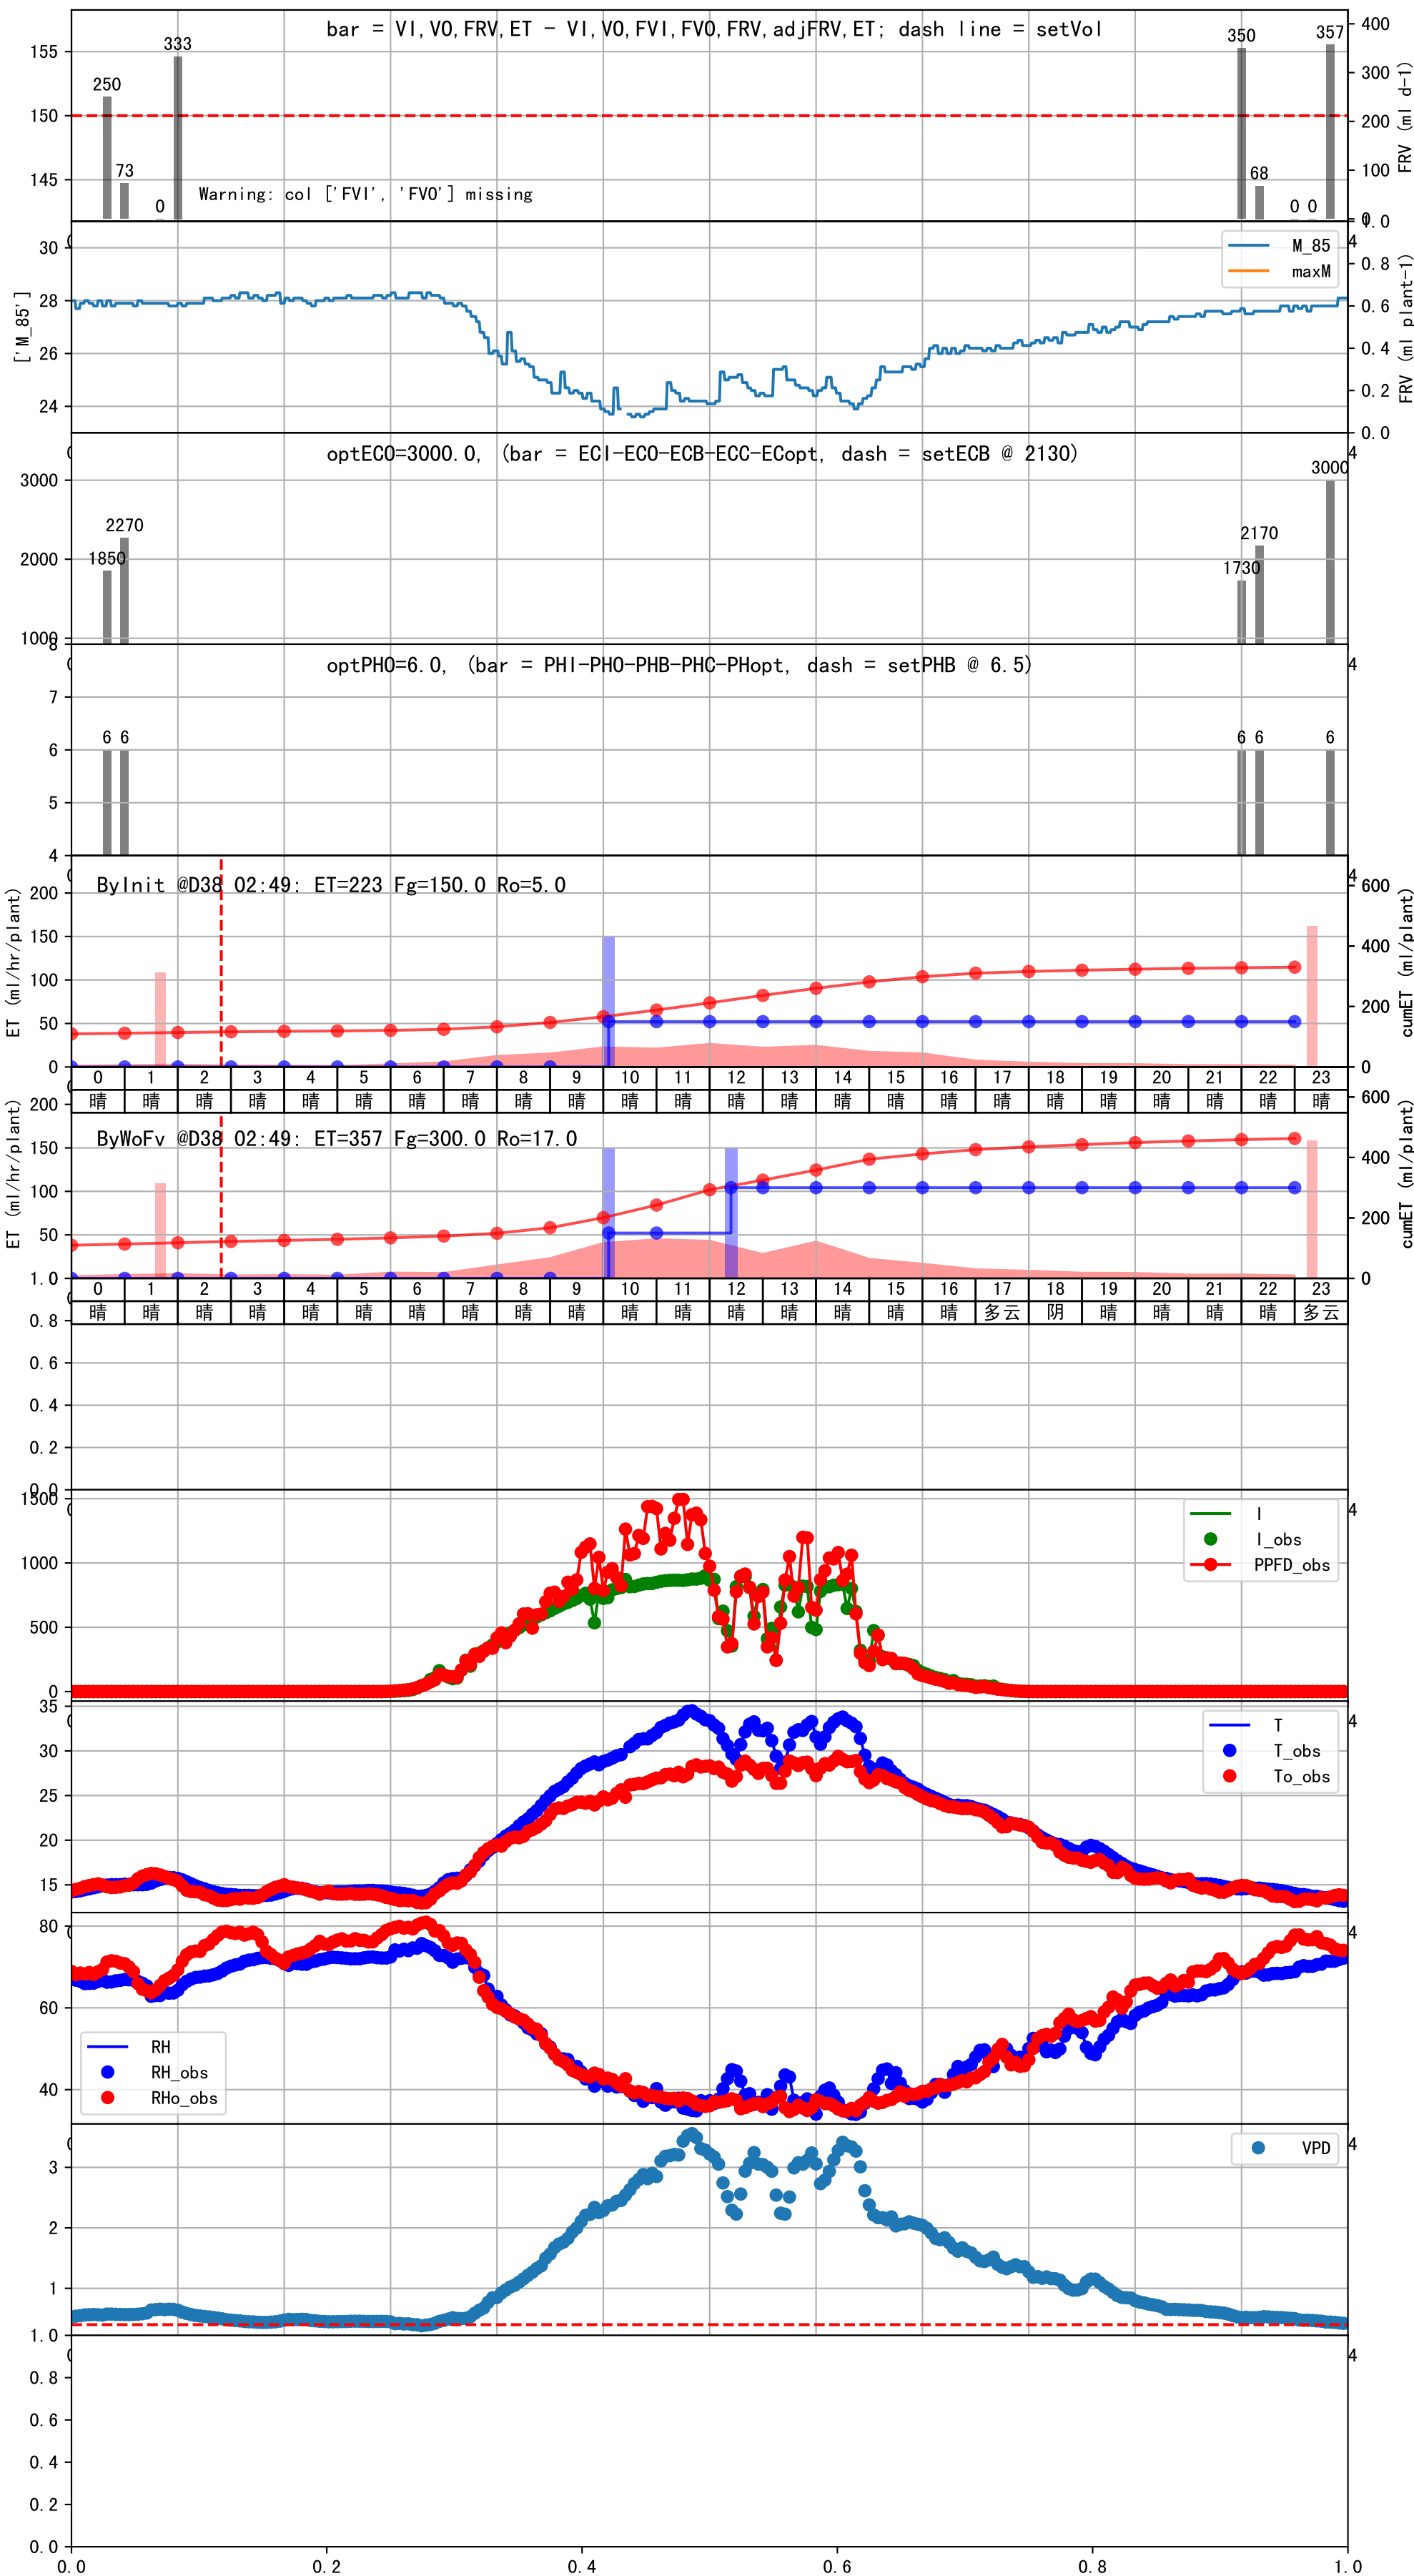 bar = VI,VO,FRV,ET - VI,VO,FVI,FVO,FRV,adjFRV,ET; dash line = setVol
155
150
145
250
73
0
333
350
68
0 0
357
Warning: col ['FVI', 'FVO'] missing
400
300
200
100
0
FRV (ml d-1)
['M_85']
30
28
26
24
M_85
maxM
1.0
0.8
0.6
0.4
0.2
0.0
FRV (ml plant-1)
optECO=3000.0, (bar = ECI-ECO-ECB-ECC-ECopt, dash = setECB @ 2130)
3000
2000
1000
1850
2270
1730
2170
3000
optPHO=6.0, (bar = PHI-PHO-PHB-PHC-PHopt, dash = setPHB @ 6.5)
8
7
6
5
4
6 6
6 6
6
ByInit @D38 02:49: ET=223 Fg=150.0 Ro=5.0
ET (ml/hr/plant)
200
150
100
50
0
600
400
200
0
cumET (ml/plant)
0 1 2 3 4 5 6 7 8 9 10 11 12 13 14 15 16 17 18 19 20 21 22 23
晴 晴 晴 晴 晴 晴 晴 晴 晴 晴 晴 晴 晴 晴 晴 晴 晴 晴 晴 晴 晴 晴 晴 晴
ByWoFv @D38 02:49: ET=357 Fg=300.0 Ro=17.0
ET (ml/hr/plant)
200
150
100
50
600
400
200
0
cumET (ml/plant)
0 1 2 3 4 5 6 7 8 9 10 11 12 13 14 15 16 17 18 19 20 21 22 23
晴 晴 晴 晴 晴 晴 晴 晴 晴 晴 晴 晴 晴 晴 晴 晴 晴 多云 阴 晴 晴 晴 晴 多云
1.0
0.8
0.6
0.4
0.2
0.0
1500
1000
500
0
I
I_obs
PPFD_obs
35
30
25
20
15
T
T_obs
To_obs
80
60
40
RH
RH_obs
RHo_obs
3
2
1
VPD
1.0
0.8
0.6
0.4
0.2
0.0
0.0 0.2 0.4 0.6 0.8 1.0